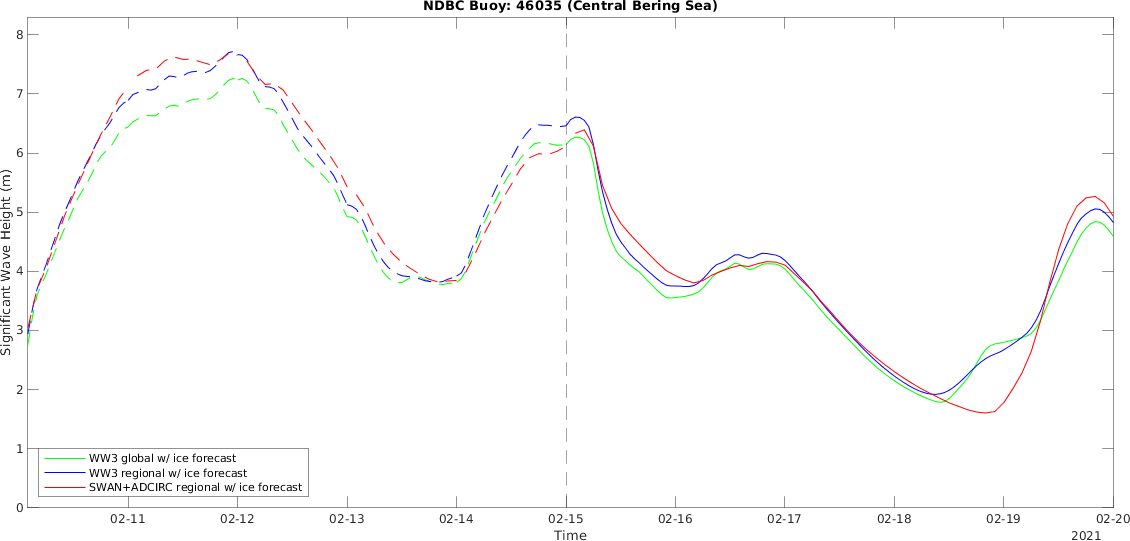 NDBC Buoy: 46035 (Central Bering Sea)
8
7
6
5
4
3
2
1
0
Significant Wave Height (m)
WW3 global w/ ice forecast
WW3 regional w/ ice forecast
SWAN+ADCIRC regional w/ ice forecast
02-11 02-12 02-13 02-14 02-15 02-16 02-17 02-18 02-19 02-20
Time
2021